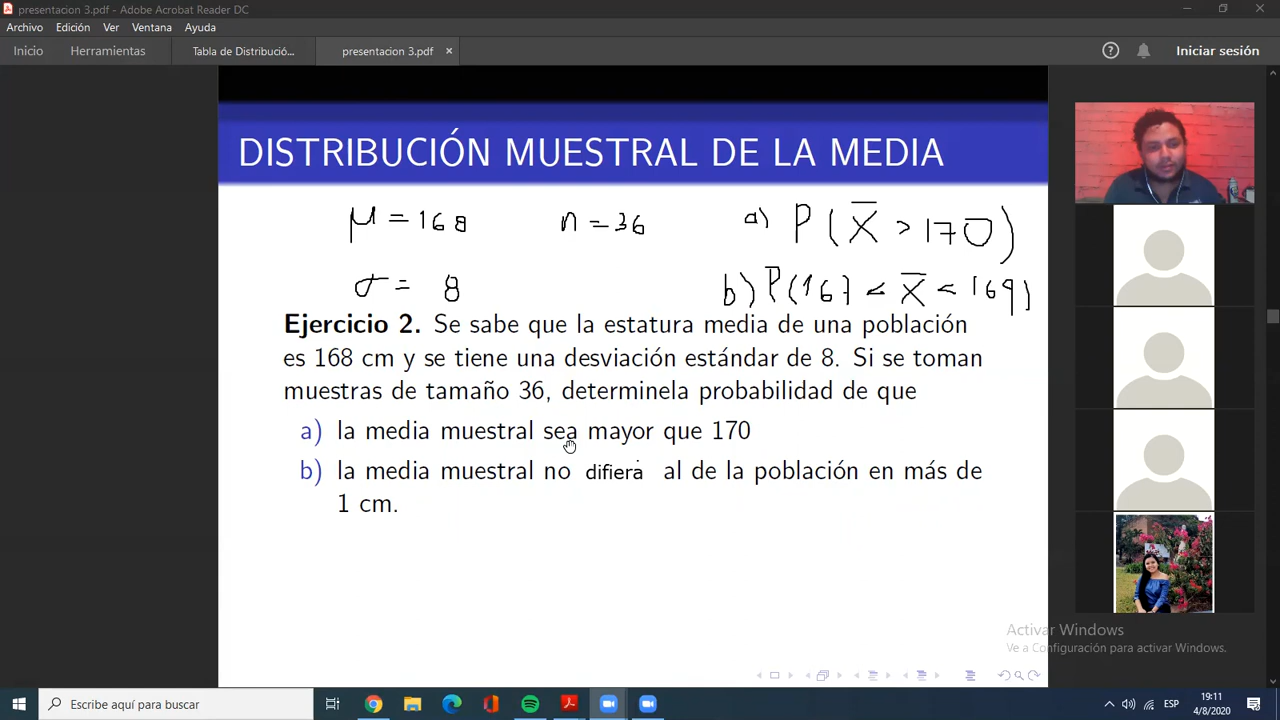 presentacion 3.pdf - Adobe Acrobat Reader DC
Archivo Edición Ver Ventana Ayuda
Inicio Herramientas Tabla de Distribució... presentacion 3.pdf × Iniciar sesión
DISTRIBUCIÓN MUESTRAL DE LA MEDIA
μ = 168 n = 36 a) P(X̅ > 170)
σ = 8 b) P(167 < X̅ < 169)
Ejercicio 2. Se sabe que la estatura media de una población
es 168 cm y se tiene una desviación estándar de 8. Si se toman
muestras de tamaño 36, determinela probabilidad de que
a) la media muestral sea mayor que 170
b) la media muestral no difiera al de la población en más de
1 cm.
Activar Windows
Ve a Configuración para activar Windows.
Escribe aquí para buscar
ESP
19:11
4/8/2020